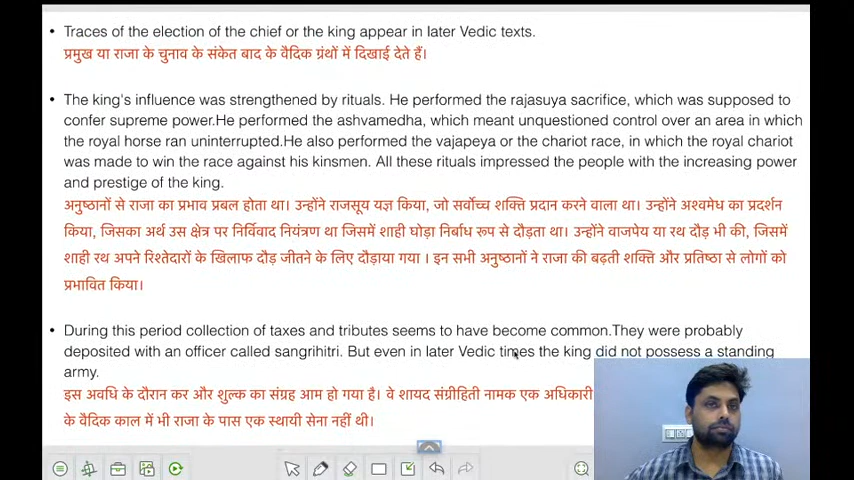 Traces of the election of the chief or the king appear in later Vedic texts.
प्रमुख या राजा के चुनाव के संकेत बाद के वैदिक ग्रंथों में दिखाई देते हैं।
The king's influence was strengthened by rituals. He performed the rajasuya sacrifice, which was supposed to
confer supreme power.He performed the ashvamedha, which meant unquestioned control over an area in which
the royal horse ran uninterrupted.He also performed the vajapeya or the chariot race, in which the royal chariot
was made to win the race against his kinsmen. All these rituals impressed the people with the increasing power
and prestige of the king.
अनुष्ठानों से राजा का प्रभाव प्रबल होता था। उन्होंने राजसूय यज्ञ किया, जो सर्वोच्च शक्ति प्रदान करने वाला था। उन्होंने अश्वमेध का प्रदर्शन
किया, जिसका अर्थ उस क्षेत्र पर निर्विवाद नियंत्रण था जिसमें शाही घोड़ा निर्बाध रूप से दौड़ता था। उन्होंने वाजपेय या रथ दौड़ भी की, जिसमें
शाही रथ अपने रिश्तेदारों के खिलाफ दौड़ जीतने के लिए दौड़ाया गया । इन सभी अनुष्ठानों ने राजा की बढ़ती शक्ति और प्रतिष्ठा से लोगों को
प्रभावित किया।
During this period collection of taxes and tributes seems to have become common.They were probably
deposited with an officer called sangrihitri. But even in later Vedic times the king did not possess a standing
army.
इस अवधि के दौरान कर और शुल्क का संग्रह आम हो गया है। वे शायद संग्रीहिती नामक एक अधिकारी
के वैदिक काल में भी राजा के पास एक स्थायी सेना नहीं थी।